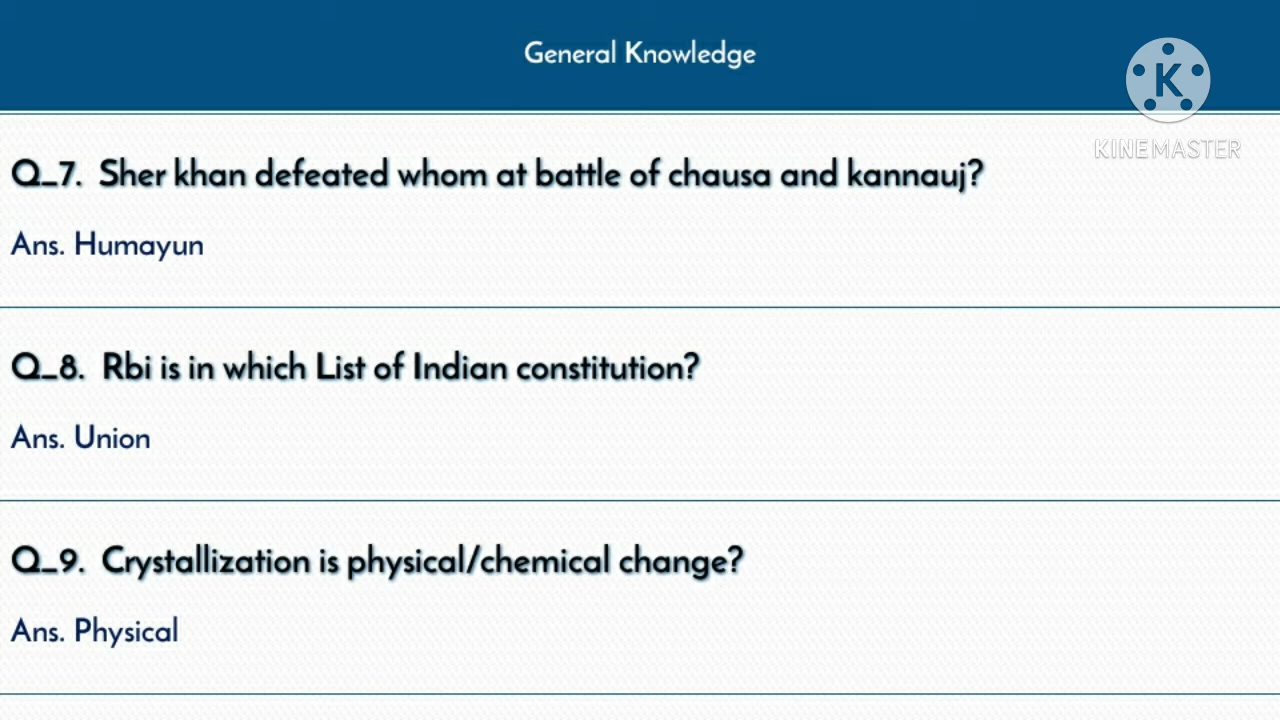 General Knowledge
K
KINEMASTER
Q_7. Sher khan defeated whom at battle of chausa and kannauj?
Ans. Humayun
Q_8. Rbi is in which List of Indian constitution?
Ans. Union
Q_9. Crystallization is physical/chemical change?
Ans. Physical